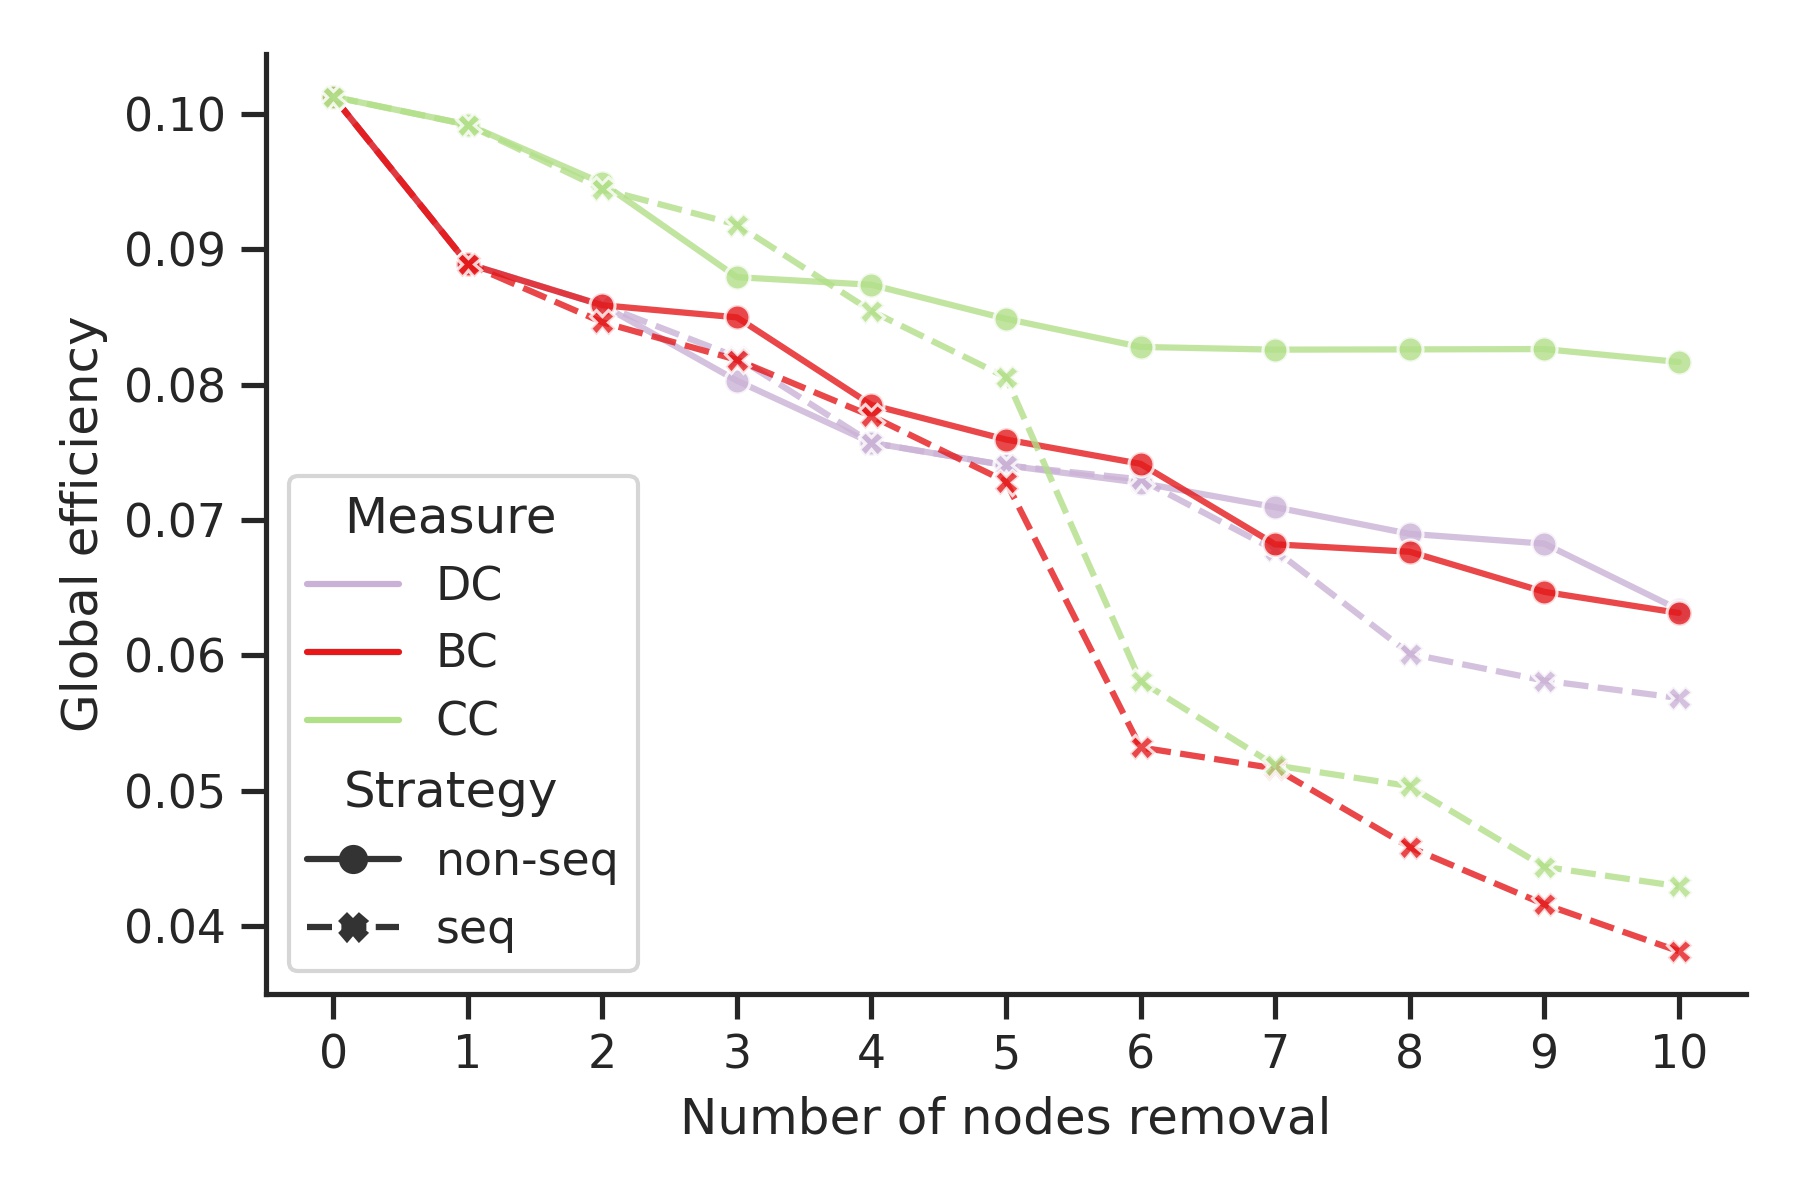 0.10
0.09
0.08
0.07
0.06
0.05
0.04
Global efficiency
Measure
DC
BC
CC
Strategy
non-seq
seq
0 1 2 3 4 5 6 7 8 9 10
Number of nodes removal